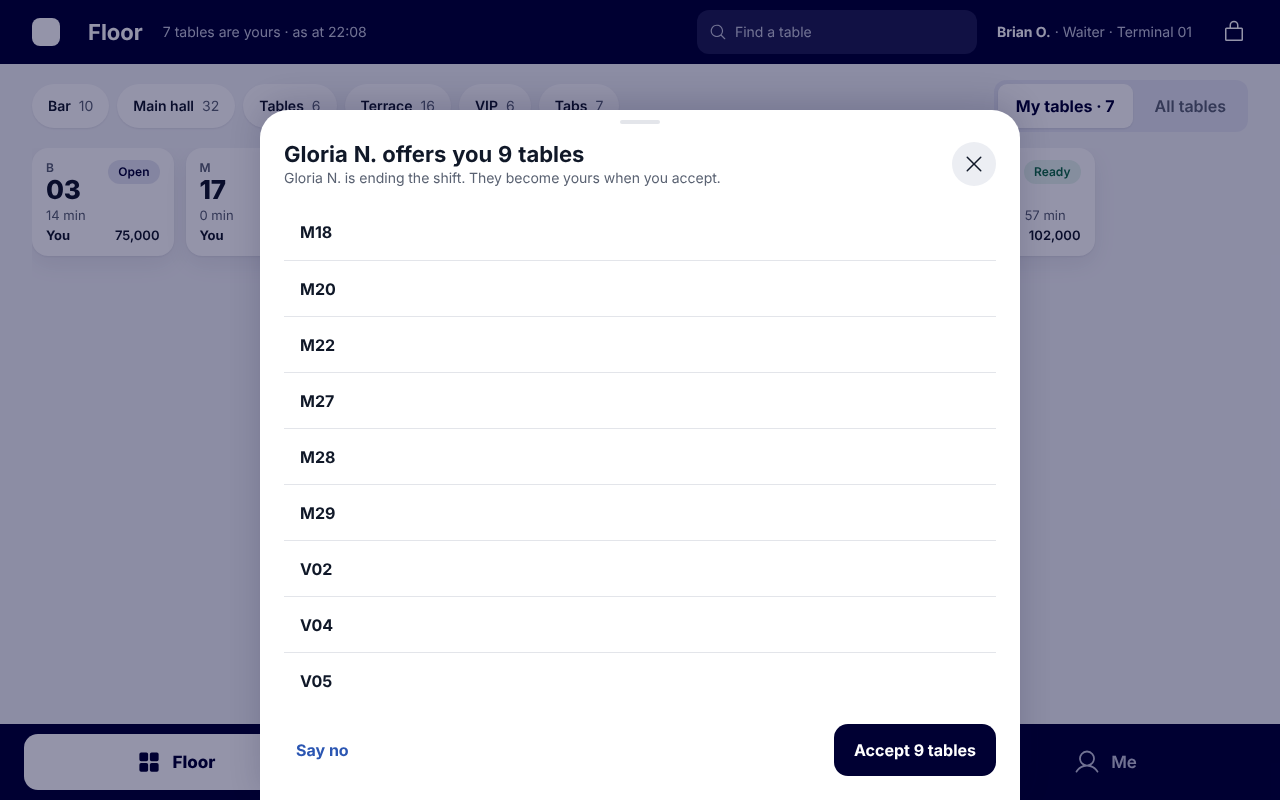 Floor
7 tables are yours · as at 22:08
Find a table
Brian O. · Waiter · Terminal 01
Bar 10
Main hall 32
Tables 6
Terrace 16
VIP 6
Tabs 7
My tables · 7
All tables
B
03
Open
14 min
You 75,000
M
17
0 min
You
Ready
57 min
102,000
Gloria N. offers you 9 tables
Gloria N. is ending the shift. They become yours when you accept.
M18
M20
M22
M27
M28
M29
V02
V04
V05
Say no
Accept 9 tables
Floor
Me